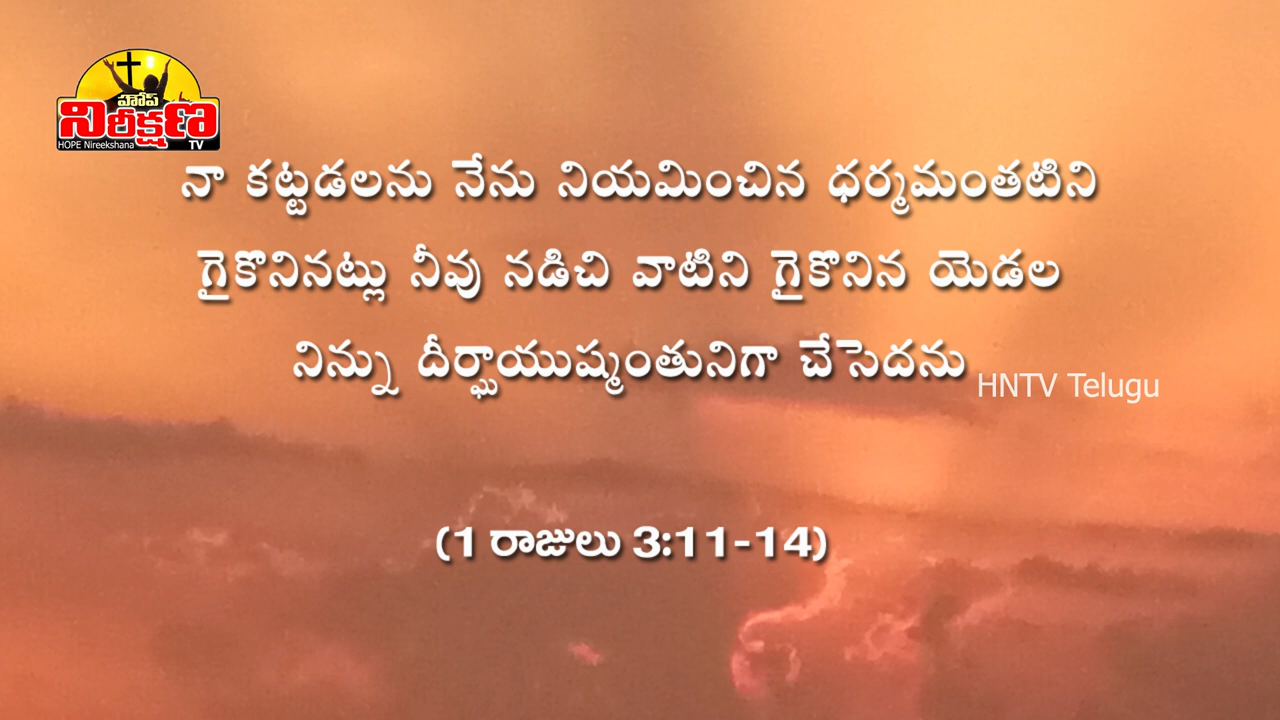 హోప్
నిరీక్షణ
HOPE Nireekshana TV
నా కట్టడలను నేను నియమించిన ధర్మమంతటిని
గైకొనినట్లు నీవు నడిచి వాటిని గైకొనిన యెడల
నిన్ను దీర్ఘాయుష్మంతునిగా చేసెదను
HNTV Telugu
(1 రాజులు 3:11-14)